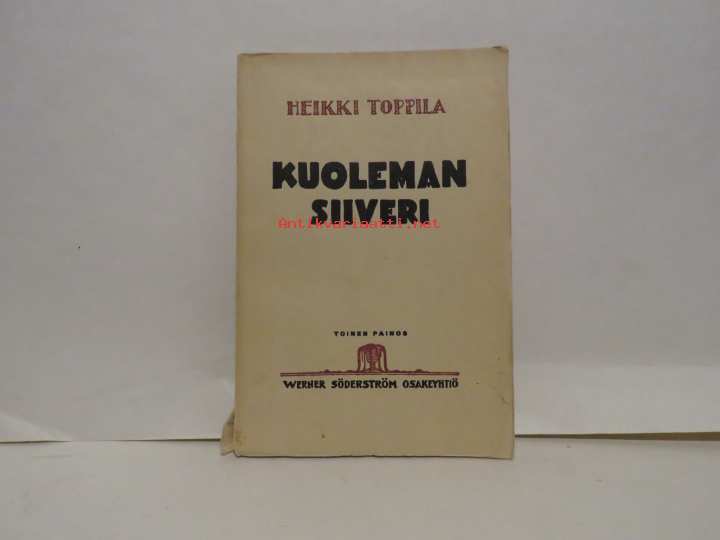 HEIKKI TOPPILA
KUOLEMAN
SIIVERI
Antikvariaatti.net
TOINEN PAINOS
WERNER SÖDERSTRÖM OSAKEYHTIÖ